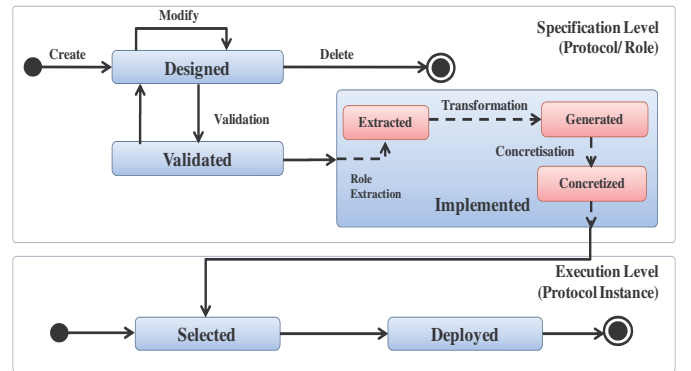 Modify
Specification Level
(Protocol/ Role)
Create
Designed
Delete
Validation
Transformation
Extracted
Generated
Validated
Concretisation
Role
Extraction
Concretized
Implemented
Execution Level
(Protocol Instance)
Selected
Deployed